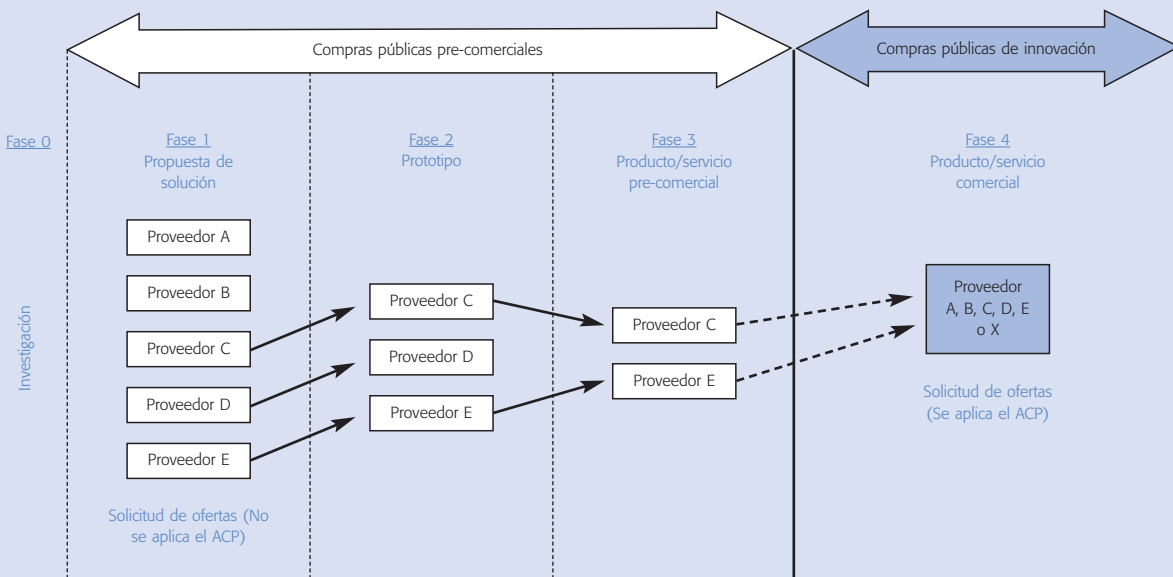 Compras públicas pre-comerciales
Compras públicas de innovación
Fase 0
Investigación
Fase 1
Propuesta de
solución
Proveedor A
Proveedor B
Proveedor C
Proveedor D
Proveedor E
Solicitud de ofertas (No
se aplica el ACP)
Fase 2
Prototipo
Proveedor C
Proveedor D
Proveedor E
Fase 3
Producto/servicio
pre-comercial
Proveedor C
Proveedor E
Fase 4
Producto/servicio
comercial
Proveedor
A, B, C, D, E
o X
Solicitud de ofertas
(Se aplica el ACP)